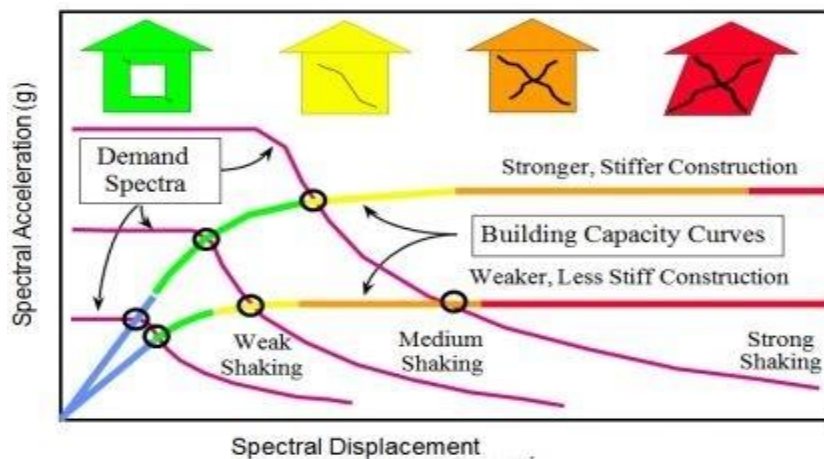 Demand
Spectra
Stronger, Stiffer Construction
Building Capacity Curves
Weaker, Less Stiff Construction
Weak
Shaking
Medium
Shaking
Strong
Shaking
Spectral Acceleration (g)
Spectral Displacement